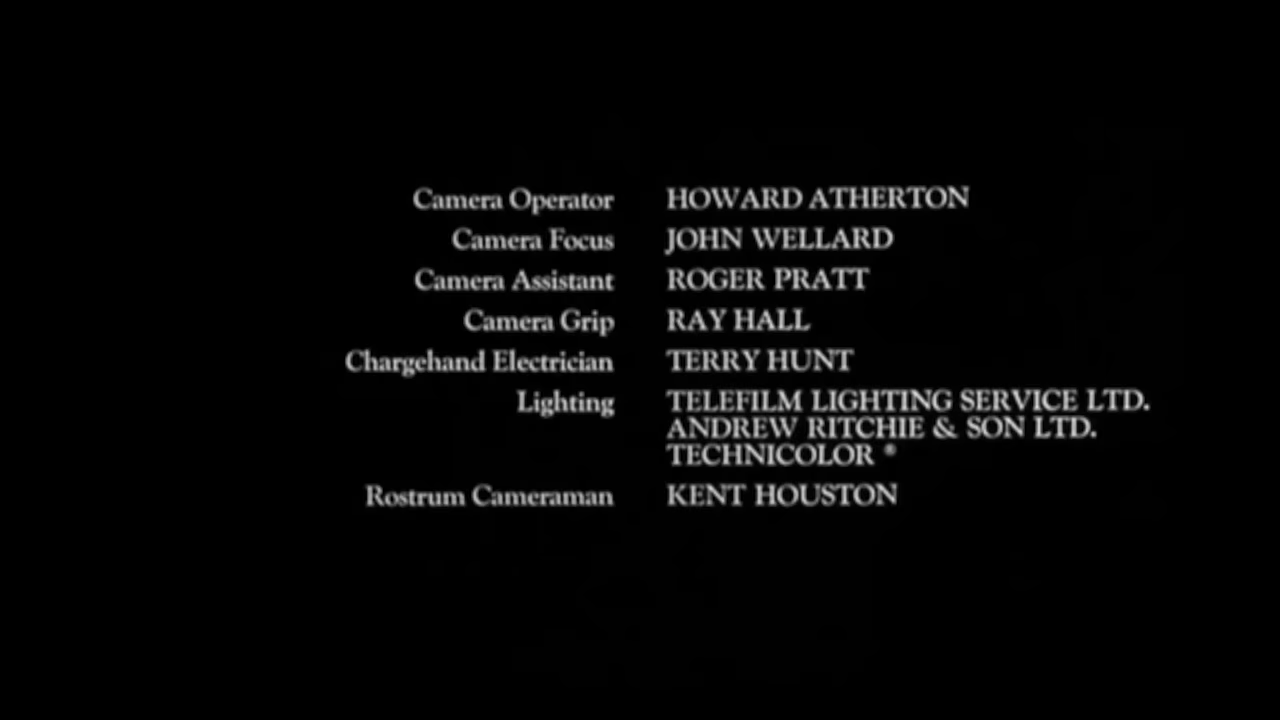 Camera Operator HOWARD ATHERTON
Camera Focus JOHN WELLARD
Camera Assistant ROGER PRATT
Camera Grip RAY HALL
Chargehand Electrician TERRY HUNT
Lighting TELEFILM LIGHTING SERVICE LTD.
ANDREW RITCHIE & SON LTD.
TECHNICOLOR ®
Rostrum Cameraman KENT HOUSTON